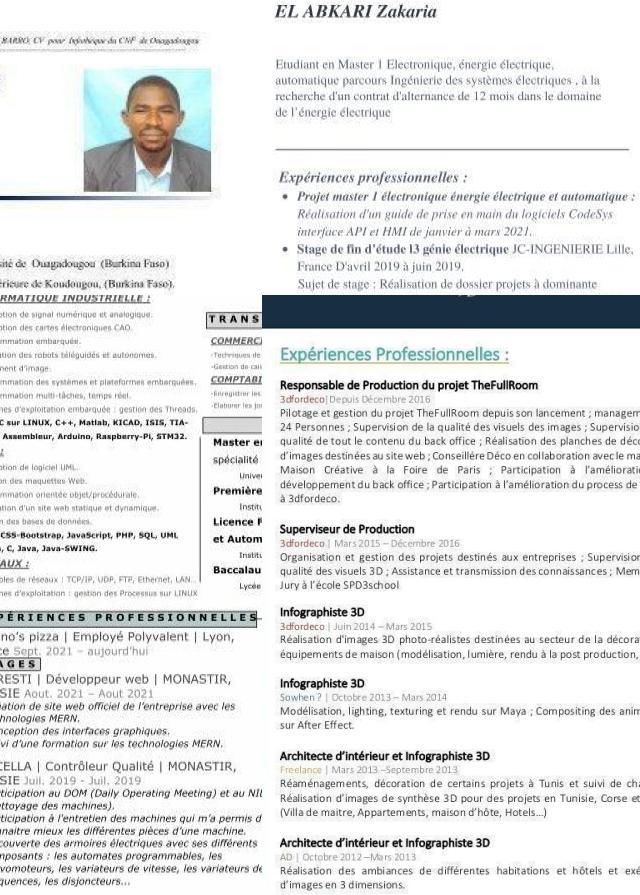 BARRO, CV pour Infothèque du CNF de Ouagadougou
sité de Ouagadougou (Burkina Faso)
érieure de Koudougou, (Burkina Faso).
EL ABKARI Zakaria
Etudiant en Master 1 Electronique, énergie électrique,
automatique parcours Ingénierie des systèmes électriques , à la
recherche d'un contrat d'alternance de 12 mois dans le domaine
de l'énergie électrique
Expériences professionnelles :
• Projet master 1 électronique énergie électrique et automatique :
Réalisation d'un guide de prise en main du logiciels CodeSys
interface API et HMI de janvier à mars 2021.
• Stage de fin d'étude l3 génie électrique JC-INGENIERIE Lille,
France D'avril 2019 à juin 2019.
Sujet de stage : Réalisation de dossier projets à dominante
RMATIQUE INDUSTRIELLE :
tion de signal numérique et analogique.
tion des cartes électroniques CAO.
mmation embarquée.
ation des robots téléguidés et autonomes.
ment d'image.
mmation des systèmes et plateformes embarquées.
mmation multi-tâches, temps réel.
nes d'exploitation embarquée : gestion des Threads.
C sur LINUX, C++, Matlab, KICAD, ISIS, TIA-
Assembleur, Arduino, Raspberry-Pi, STM32.
tion de logiciel UML.
on des maquettes Web.
mmation orientée objet/procédurale.
tion d'un site web statique et dynamique.
n des bases de données.
CSS-Bootstrap, JavaScript, PHP, SQL, UML
, C, Java, Java-SWING.
AUX :
les de réseaux : TCP/IP, UDP, FTP, Ethernet, LAN..
nes d'exploitation : gestion des Processus sur LINUX
TRANS
COMMERC
-Techniques de
-Gestion de cais
COMPTABI
-Enregistrer les
-Elaborer les jou
Master en
spécialité
Univer
Première
Institu
Licence F
et Autom
Institu
Baccalau
Lycée
PÉRIENCES PROFESSIONNELLES
no's pizza | Employé Polyvalent | Lyon,
ce Sept. 2021 – aujourd'hui
AGES
RESTI | Développeur web | MONASTIR,
SIE Aout. 2021 – Aout 2021
ation de site web officiel de l'entreprise avec les
hnologies MERN.
nception des interfaces graphiques.
vi d'une formation sur les technologies MERN.
CELLA | Contrôleur Qualité | MONASTIR,
SIE Juil. 2019 - Juil. 2019
ticipation au DOM (Daily Operating Meeting) et au NIL
ettoyage des machines).
ticipation à l'entretien des machines qui m'a permis d
nnaitre mieux les différentes pièces d'une machine.
couverte des armoires électriques avec ses différents
mposants : les automates programmables, les
vomoteurs, les variateurs de vitesse, les variateurs de
quences, les disjoncteurs...
Expériences Professionnelles :
Responsable de Production du projet TheFullRoom
3dfordeco|Depuis Décembre 2016
Pilotage et gestion du projet TheFullRoom depuis son lancement ; managem
24 Personnes ; Supervision de la qualité des visuels des images ; Supervisio
qualité de tout le contenu du back office ; Réalisation des planches de déco
d'images destinées au site web ; Conseillère Déco en collaboration avec le ma
Maison Créative à la Foire de Paris ; Participation à l'amélioratio
développement du back office ; Participation à l'amélioration du process de
à 3dfordeco.
Superviseur de Production
3dfordeco | Mars 2015 – Décembre 2016
Organisation et gestion des projets destinés aux entreprises ; Supervision
qualité des visuels 3D ; Assistance et transmission des connaissances ; Mem
Jury à l'école SPD3school
Infographiste 3D
3dfordeco | Juin 2014 – Mars 2015
Réalisation d'images 3D photo-réalistes destinées au secteur de la décorat
équipements de maison (modélisation, lumière, rendu à la post production,
Infographiste 3D
Sowhen ? | Octobre 2013 – Mars 2014
Modélisation, lighting, texturing et rendu sur Maya ; Compositing des anim
sur After Effect.
Architecte d'intérieur et Infographiste 3D
Freelance | Mars 2013 –Septembre 2013
Réaménagements, décoration de certains projets à Tunis et suivi de cha
Réalisation d'images de synthèse 3D pour des projets en Tunisie, Corse et
(Villa de maitre, Appartements, maison d'hôte, Hotels...)
Architecte d'intérieur et Infographiste 3D
AD | Octobre 2012 –Mars 2013
Réalisation des ambiances de différentes habitations et hôtels et exé
d'images en 3 dimensions.